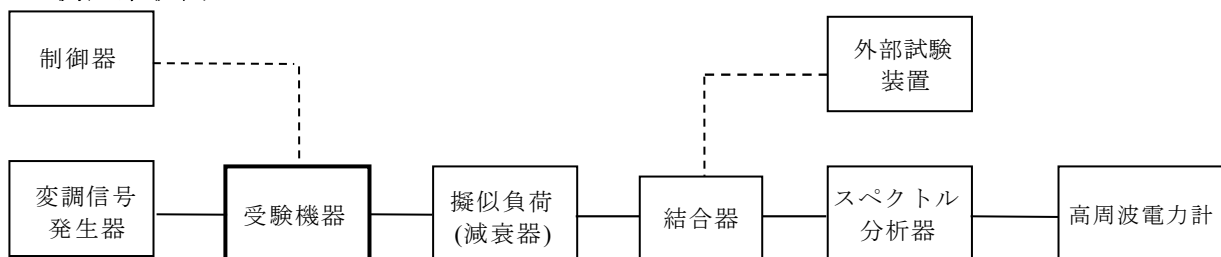 制御器
外部試験
装置
変調信号
発生器
受験機器
擬似負荷
(減衰器)
結合器
スペクトル
分析器
高周波電力計